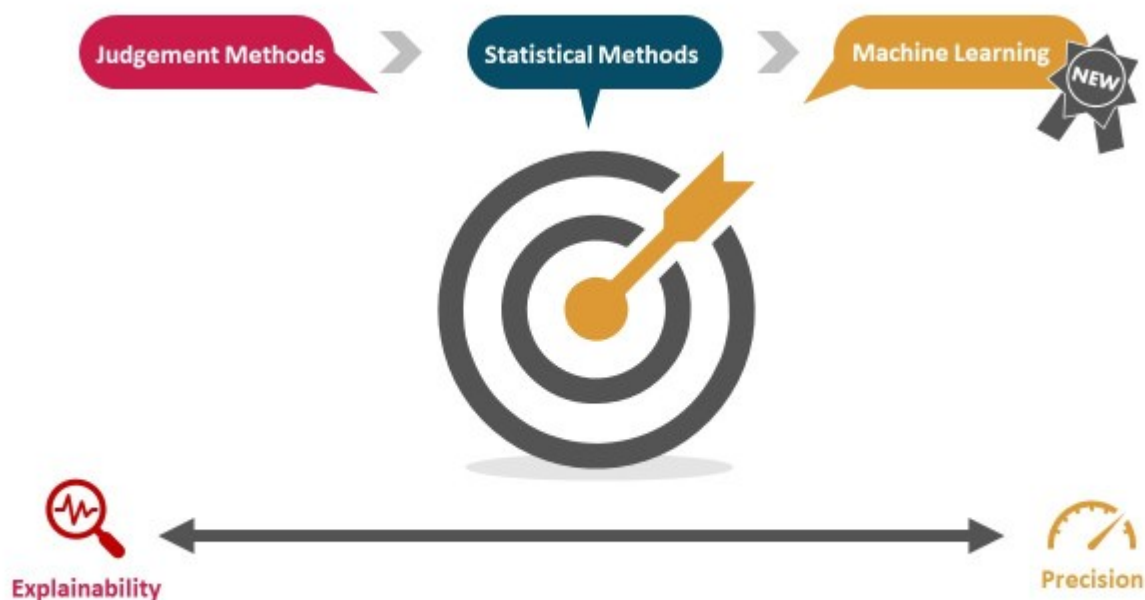 Judgement Methods
Statistical Methods
Machine Learning
NEW
Explainability
Precision